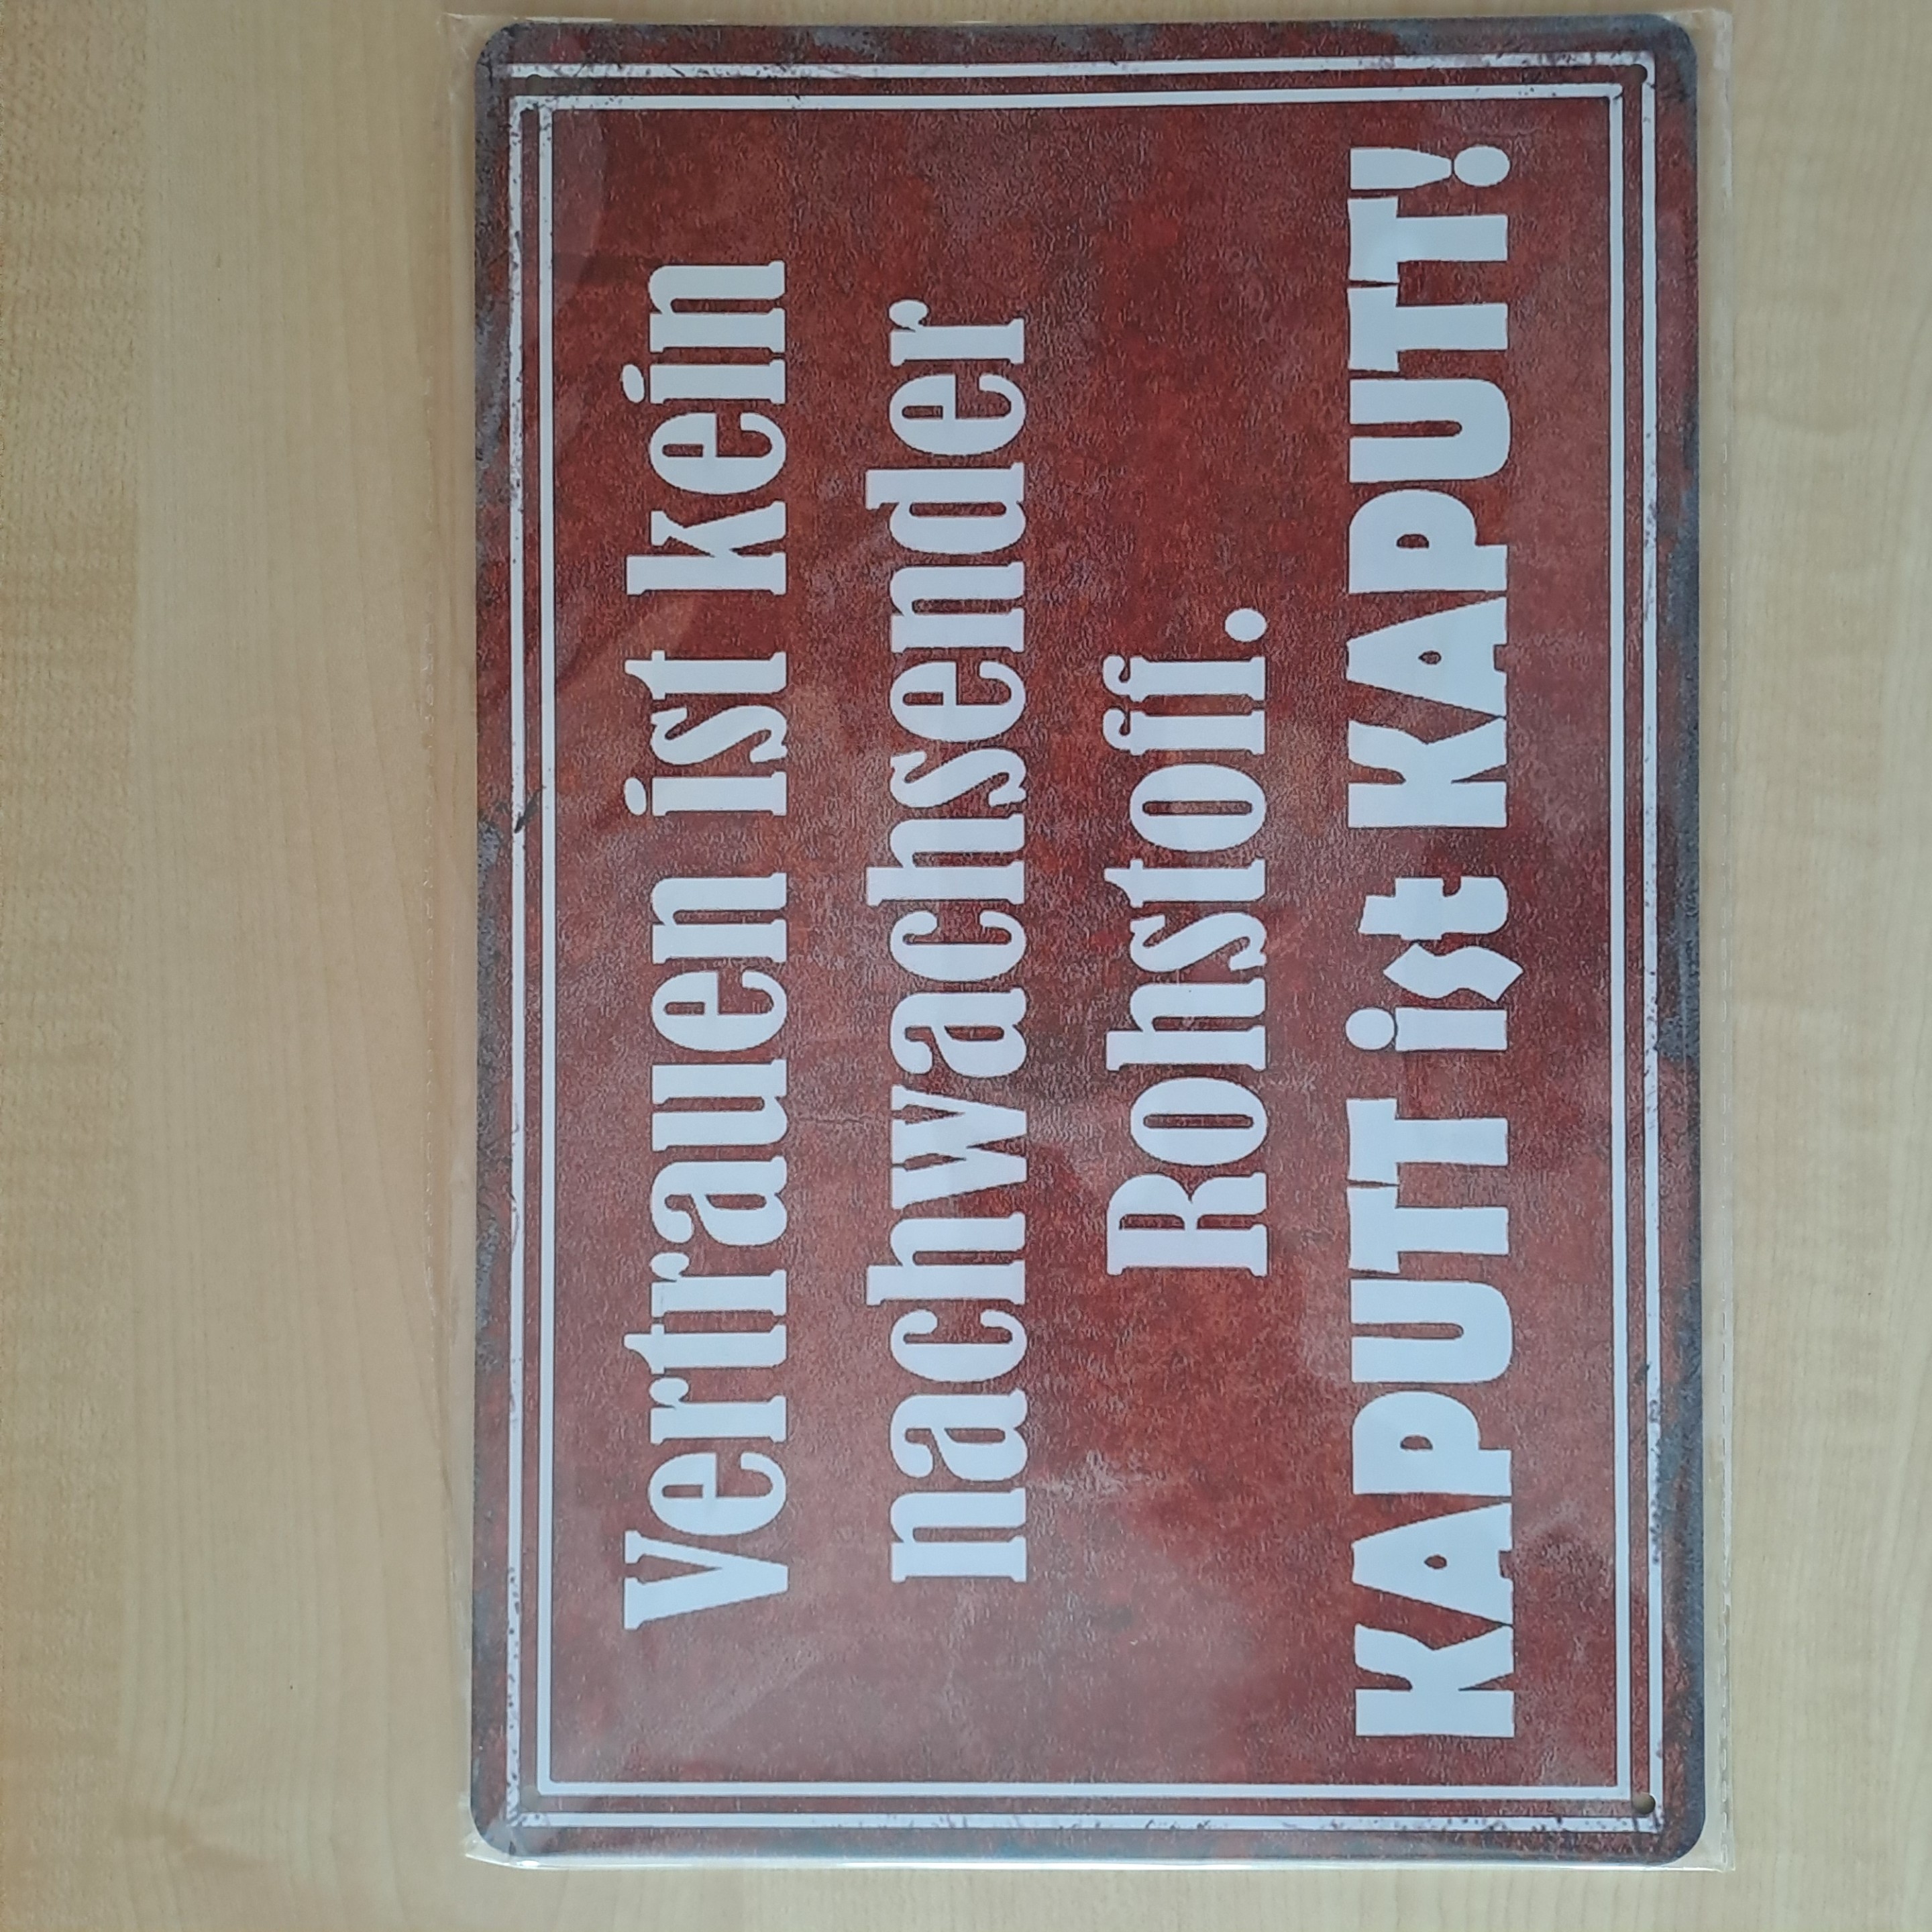 Vertrauen ist kein
nachwachsender
Rohstoff.
KAPUTT ist KAPUTT!